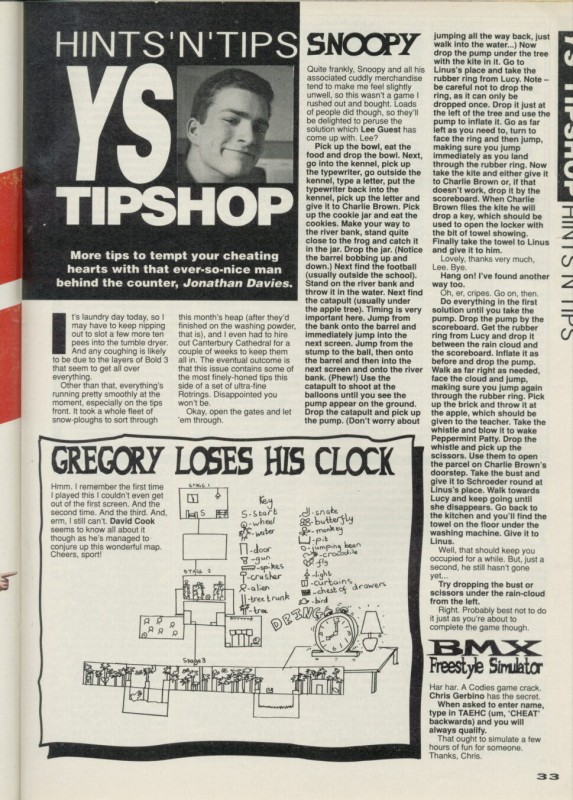 HINTS'N'TIPS
YS
TIPSHOP
More tips to tempt your cheating
hearts with that ever-so-nice man
behind the counter, Jonathan Davies.
It's laundry day today, so I
may have to keep nipping
out to slot a few more ten
pees into the tumble dryer.
And any coughing is likely
to be due to the layers of Bold 3
that seem to get all over
everything.
Other than that, everything's
running pretty smoothly at the
moment, especially on the tips
front. It took a whole fleet of
snow-ploughs to sort through
this month's heap (after they'd
finished on the washing powder,
that is), and I even had to hire
out Canterbury Cathedral for a
couple of weeks to keep them
all in. The eventual outcome is
that this issue contains some of
the most finely-honed tips this
side of a set of ultra-fine
Rotrings. Disappointed you
won't be.
Okay, open the gates and let
'em through.
SNOOPY
Quite frankly, Snoopy and all his
associated cuddly merchandise
tend to make me feel slightly
unwell, so this wasn't a game I
rushed out and bought. Loads
of people did though, so they'll
be delighted to peruse the
solution which Lee Guest has
come up with. Lee?
Pick up the bowl, eat the
food and drop the bowl. Next,
go into the kennel, pick up
the typewriter, go outside the
kennel, type a letter, put the
typewriter back into the
kennel, pick up the letter and
give it to Charlie Brown. Pick
up the cookie jar and eat the
cookies. Make your way to
the river bank, stand quite
close to the frog and catch it
in the jar. Drop the jar. (Notice
the barrel bobbing up and
down.) Next find the football
(usually outside the school).
Stand on the river bank and
throw it in the water. Next find
the catapult (usually under
the apple tree). Timing is very
important here. Jump from
the bank onto the barrel and
immediately jump into the
next screen. Jump from the
stump to the ball, then onto
the barrel and then into the
next screen and onto the river
bank. (Phew!) Use the
catapult to shoot at the
balloons until you see the
pump appear on the ground.
Drop the catapult and pick up
the pump. (Don't worry about
jumping all the way back, just
walk into the water...) Now
drop the pump under the tree
with the kite in it. Go to
Linus's place and take the
rubber ring from Lucy. Note –
be careful not to drop the
ring, as it can only be
dropped once. Drop it just at
the left of the tree and use the
pump to inflate it. Go as far
left as you need to, turn to
face the ring and then jump,
making sure you jump
immediately as you land
through the rubber ring. Now
take the kite and either give it
to Charlie Brown or, if that
doesn't work, drop it by the
scoreboard. When Charlie
Brown flies the kite he will
drop a key, which should be
used to open the locker with
the bit of towel showing.
Finally take the towel to Linus
and give it to him.
Lovely, thanks very much,
Lee. Bye.
Hang on! I've found another
way too.
Oh, er, cripes. Go on, then.
Do everything in the first
solution until you take the
pump. Drop the pump by the
scoreboard. Get the rubber
ring from Lucy and drop it
between the rain cloud and
the scoreboard. Inflate it as
before and drop the pump.
Walk as far right as needed,
face the cloud and jump,
making sure you jump again
through the rubber ring. Pick
up the brick and throw it at
the apple, which should be
given to the teacher. Take the
whistle and blow it to wake
Peppermint Patty. Drop the
whistle and pick up the
scissors. Use them to open
the parcel on Charlie Brown's
doorstep. Take the bust and
give it to Schroeder round at
Linus's place. Walk towards
Lucy and keep going until
she disappears. Go back to
the kitchen and you'll find the
towel on the floor under the
washing machine. Give it to
Linus.
Well, that should keep you
occupied for a while. But, just a
second, he still hasn't gone
yet...
Try dropping the bust or
scissors under the rain-cloud
from the left.
Right. Probably best not to do
it just as you're about to
complete the game though.
BMX
Freestyle Simulator
Har har. A Codies game crack.
Chris Gerbino has the secret.
When asked to enter name,
type in TAEHC (um, 'CHEAT'
backwards) and you will
always qualify.
That ought to simulate a few
hours of fun for someone.
Thanks, Chris.
GREGORY LOSES HIS CLOCK
Hmm. I remember the first time
I played this I couldn't even get
out of the first screen. And the
second time. And the third. And,
erm, I still can't. David Cook
seems to know all about it
though as he's managed to
conjure up this wonderful map.
Cheers, sport!
STAGE 1
S
STAGE 2
Stage 3
Key
S-start
-wheel
-water
-door
-gun
-spikes
-crusher
-alien
-tree trunk
-tree
-snake
-butterfly
-monkey
-pit
-jumping bean
-crocodile
-fly
-light
-curtains
-chest of drawers
-bird
DRING
YS TIPSHOP HINTS'N'TIPS
33